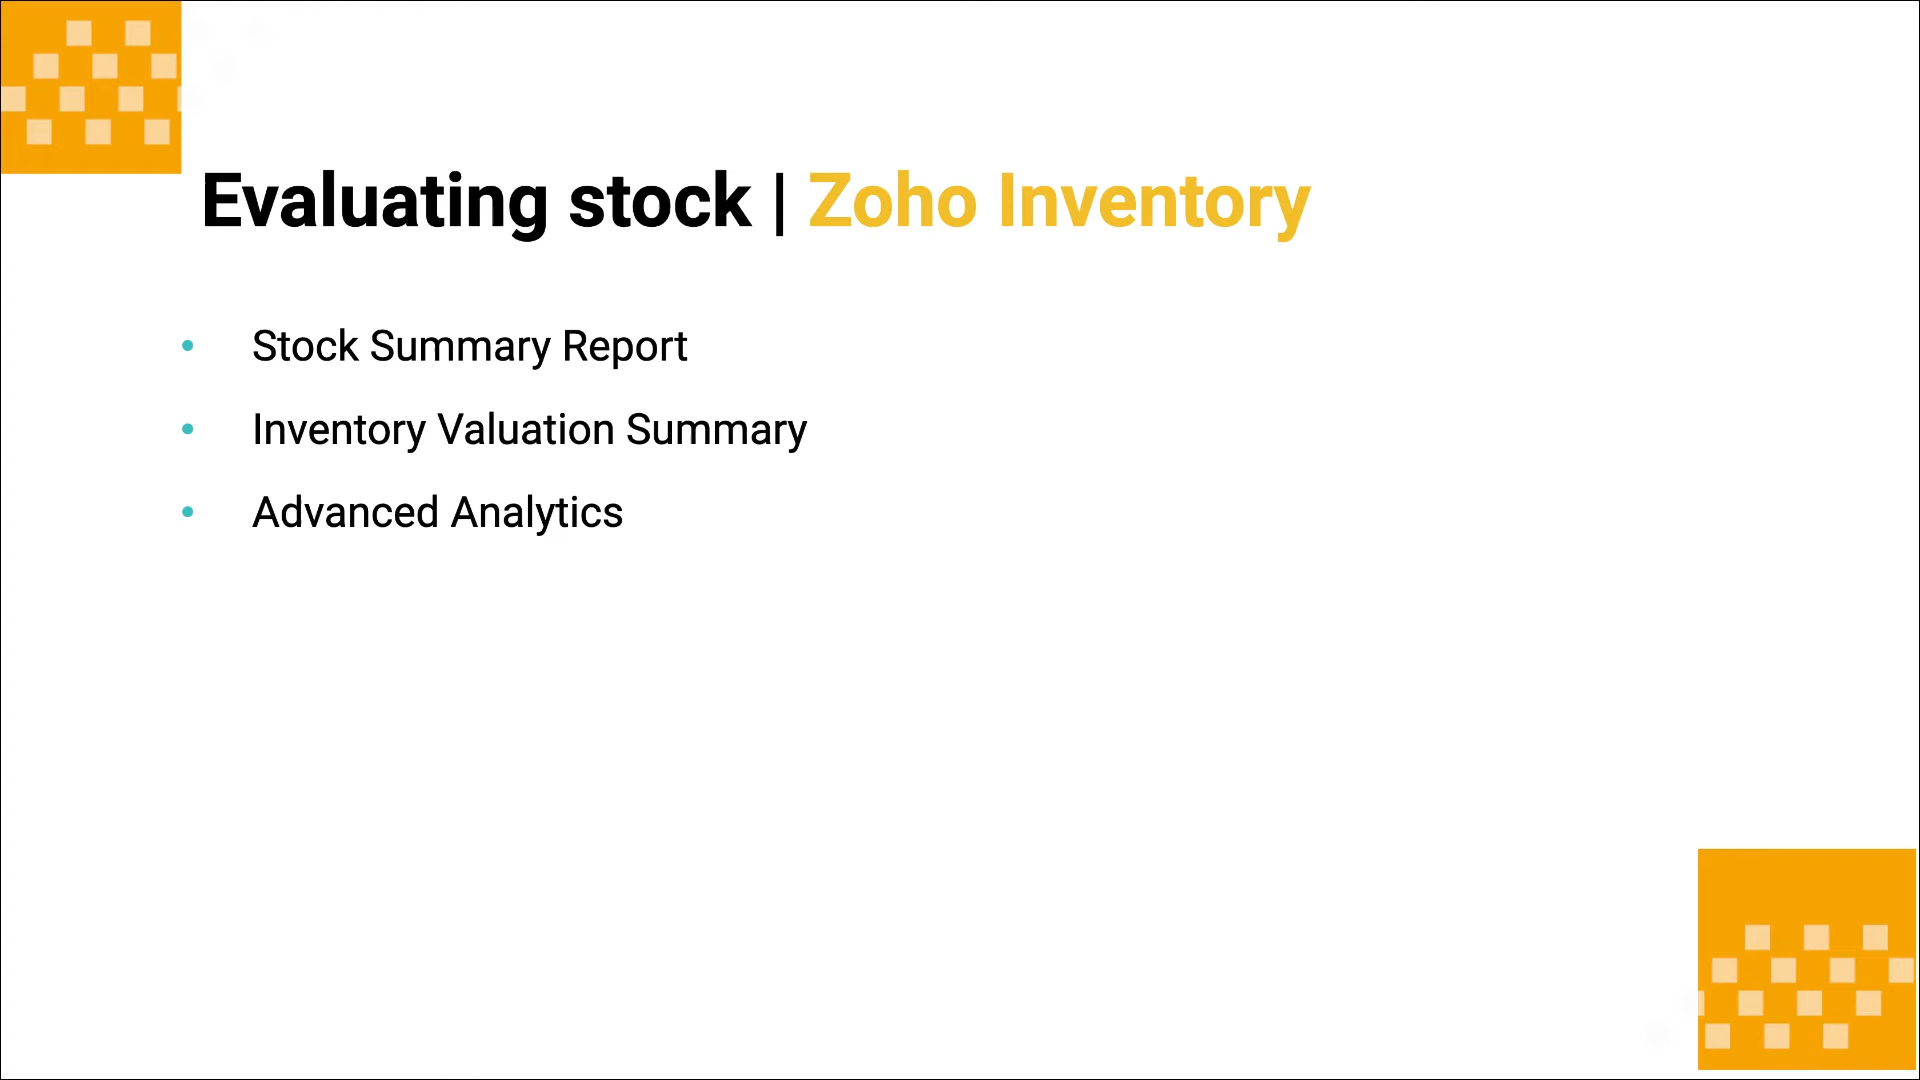 Evaluating stock | Zoho Inventory
• Stock Summary Report
• Inventory Valuation Summary
• Advanced Analytics